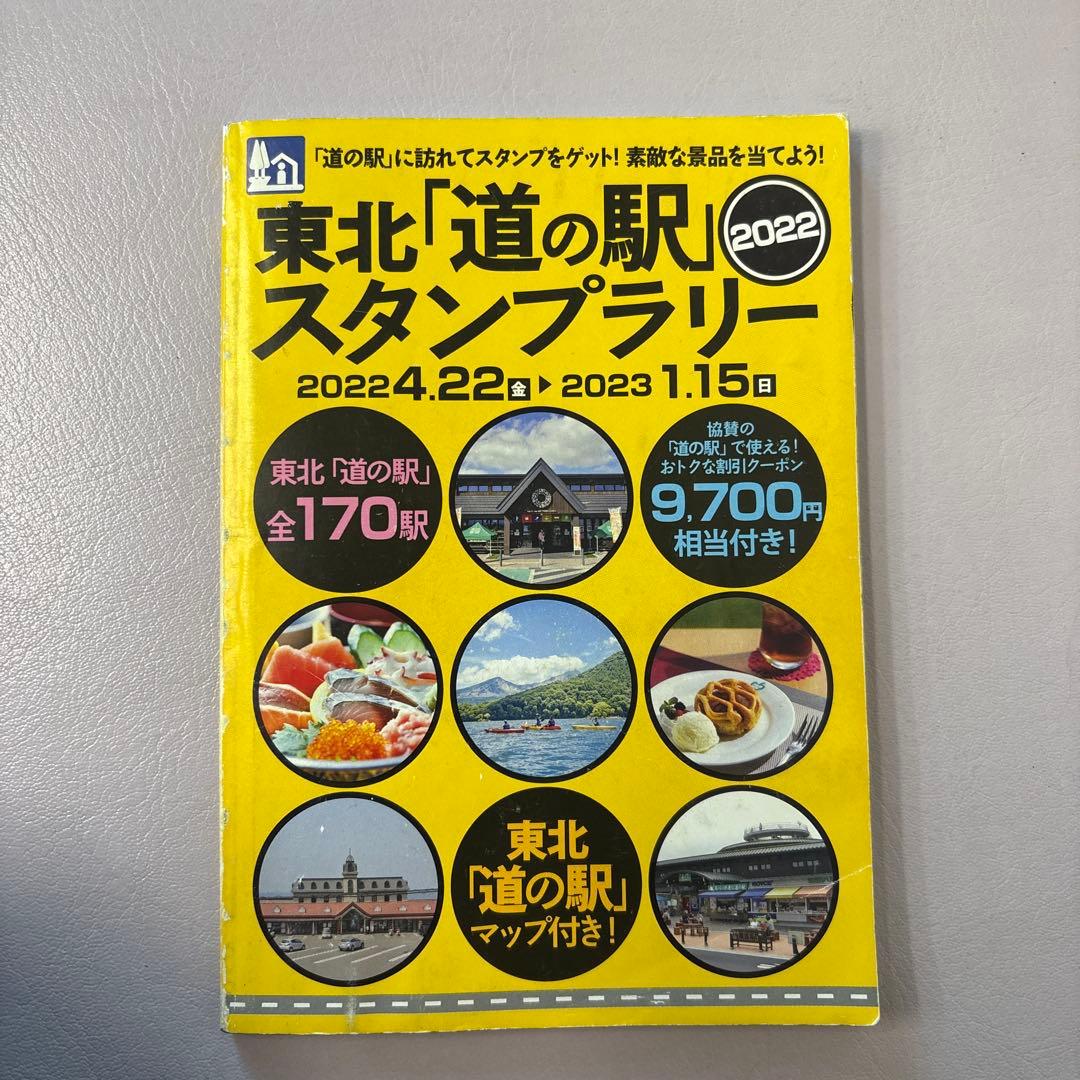 「道の駅」に訪れてスタンプをゲット! 素敵な景品を当てよう!
東北「道の駅」
2022
スタンプラリー
2022 4.22 金 ▶ 2023 1.15 日
東北「道の駅」
全170駅
協賛の
「道の駅」で使える!
おトクな割引クーポン
9,700円
相当付き!
東北
「道の駅」
マップ付き!
ROYCE'